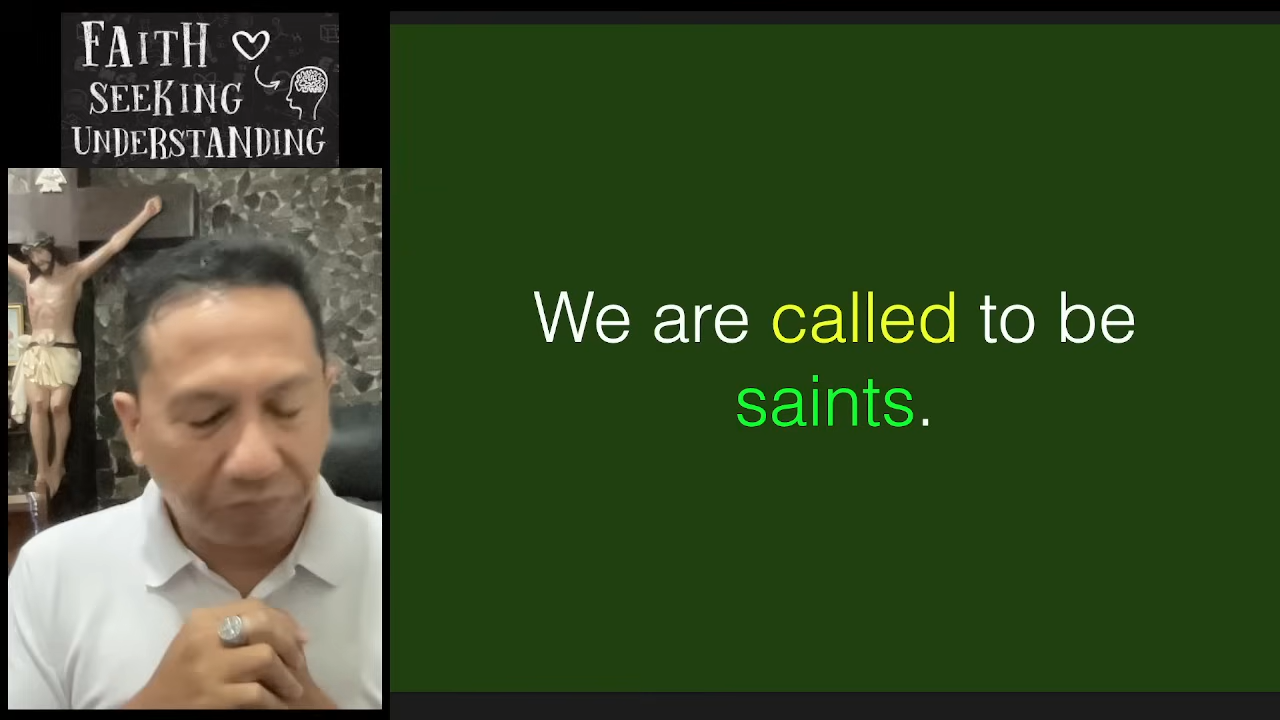 FAITH
SEEKING
UNDERSTANDING
We are called to be
saints.